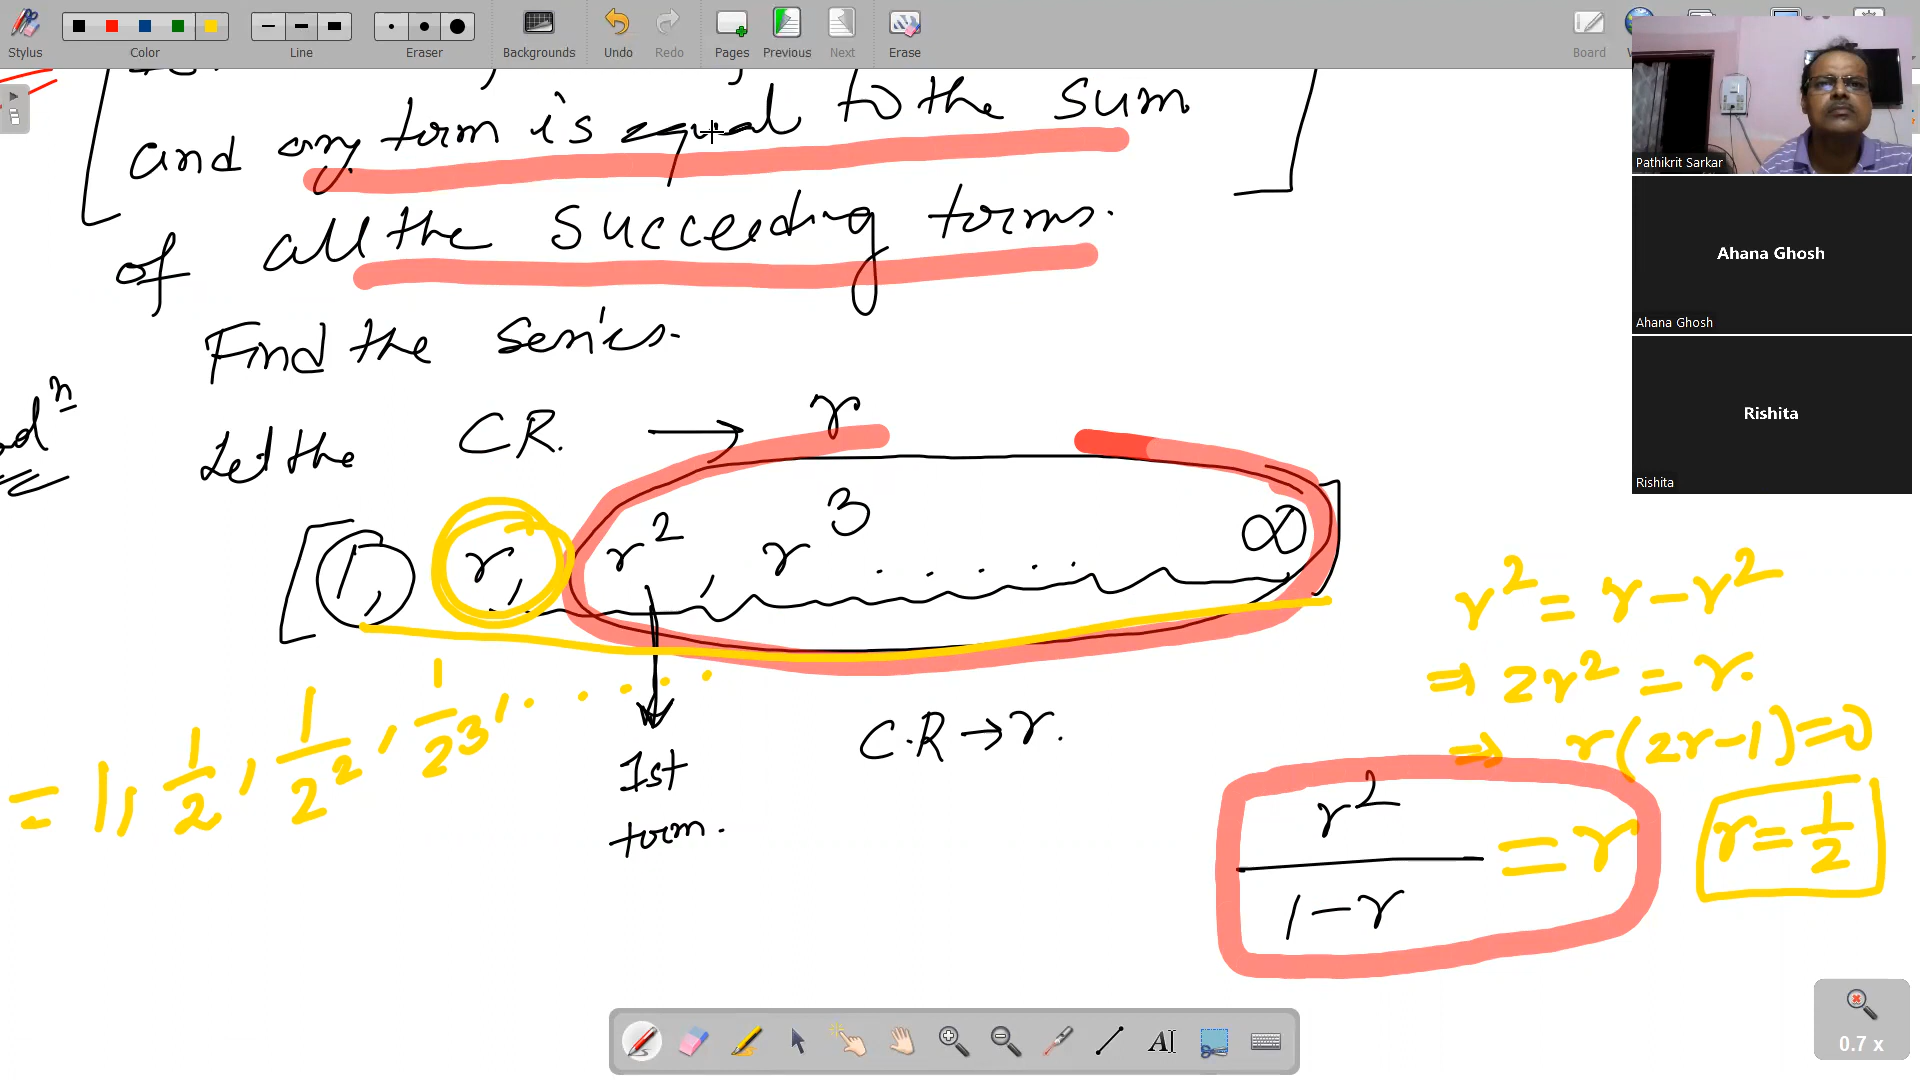 Stylus
Color
Line
Eraser
Backgrounds
Undo
Redo
Pages
Previous
Next
Erase
Board
and any term is equal to the sum
of all the succeeding terms.
Find the series.
Let the C.R. → r
[1, r, r², r³ ...... ∞]
= 1, 1/2, 1/2², 1/2³, .....
1st
term.
C.R → r.
r² = r - r²
⇒ 2r² = r.
⇒ r(2r-1)=0
r²/(1-r) = r
r = 1/2
Pathikrit Sarkar
Ahana Ghosh
Ahana Ghosh
Rishita
Rishita
0.7 x